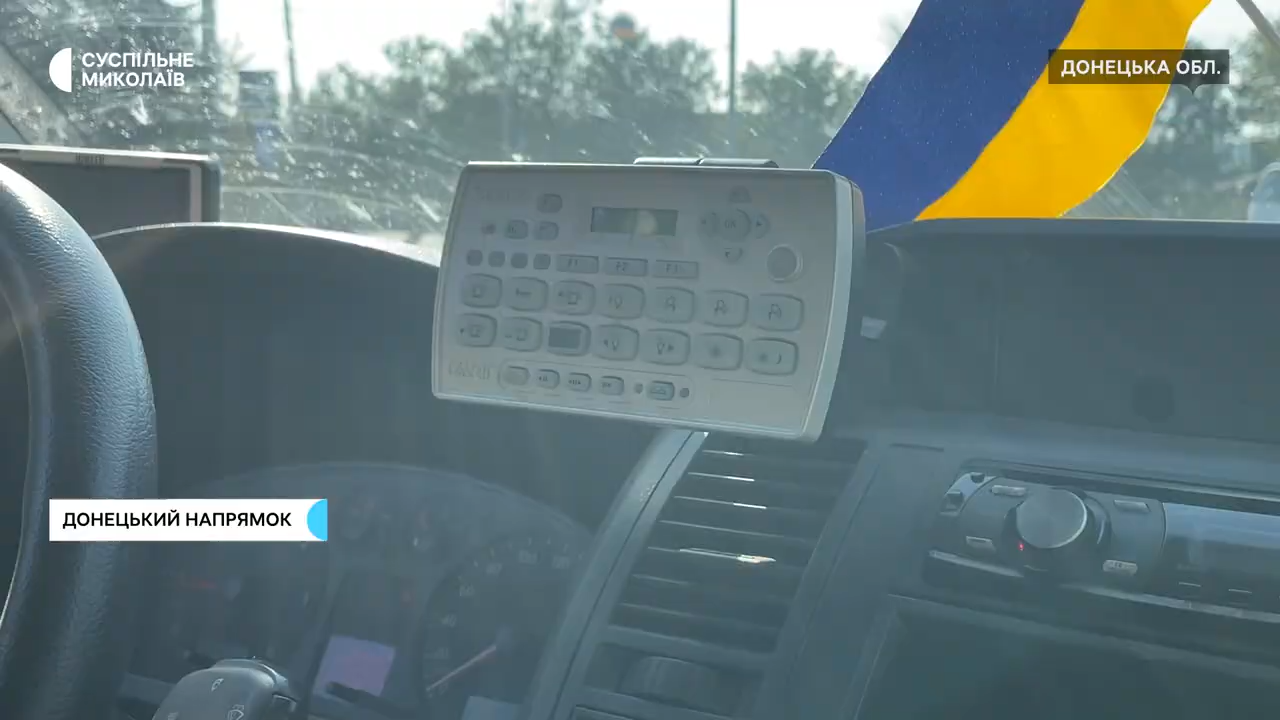 СУСПІЛЬНЕ
МИКОЛАЇВ
ДОНЕЦЬКА ОБЛ.
F1 F2 F3
ДОНЕЦЬКИЙ НАПРЯМОК